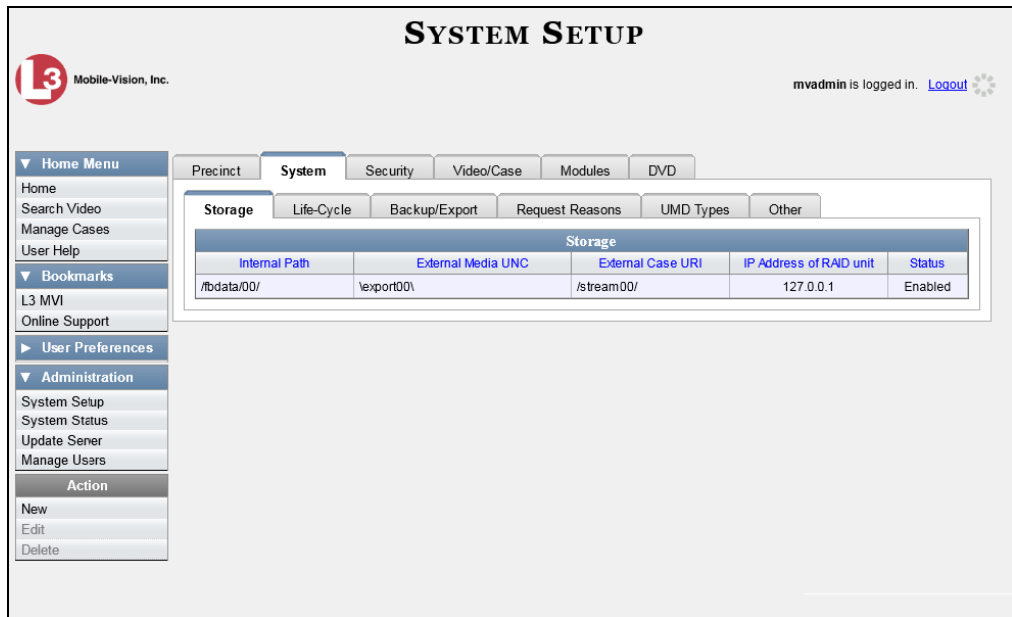 SYSTEM SETUP
L3 Mobile-Vision, Inc.
mvadmin is logged in. Logout
▼ Home Menu
Home
Search Video
Manage Cases
User Help
▼ Bookmarks
L3 MVI
Online Support
► User Preferences
▼ Administration
System Setup
System Status
Update Server
Manage Users
Action
New
Edit
Delete
Precinct System Security Video/Case Modules DVD
Storage Life-Cycle Backup/Export Request Reasons UMD Types Other
Storage
Internal Path External Media UNC External Case URI IP Address of RAID unit Status
/fbdata/00/ \export00\ /stream00/ 127.0.0.1 Enabled